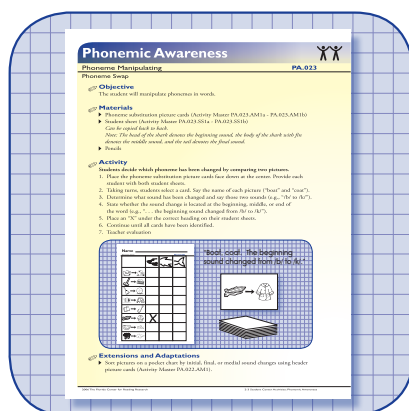 Phonemic Awareness
Phoneme Manipulating
PA.023
Phoneme Swap
Objective
The student will manipulate phonemes in words.
Materials
Phoneme substitution picture cards (Activity Master PA.023.AM1a - PA.023.AM1b)
Student sheet (Activity Master PA.023.SS1a - PA.023.SS1b)
Can be copied back to back.
Note: The head of the shark denotes the beginning sound, the body of the shark with fin
denotes the middle sound, and the tail denotes the final sound.
Pencils
Activity
Students decide which phoneme has been changed by comparing two pictures.
1. Place the phoneme substitution picture cards face down at the center. Provide each
student with both student sheets.
2. Taking turns, students select a card. Say the name of each picture ("boat" and "coat").
3. Determine what sound has been changed and say those two sounds (e.g., "/b/ to /k/").
4. State whether the sound change is located at the beginning, middle, or end of
the word (e.g., ". . . the beginning sound changed from /b/ to /k/").
5. Place an "X" under the correct heading on their student sheets.
6. Continue until all cards have been identified.
7. Teacher evaluation
Name
X
"Boat, coat. The beginning
sound changed from /b/ to /k/."
Extensions and Adaptations
Sort pictures on a pocket chart by initial, final, or medial sound changes using header
picture cards (Activity Master PA.022.AM1).